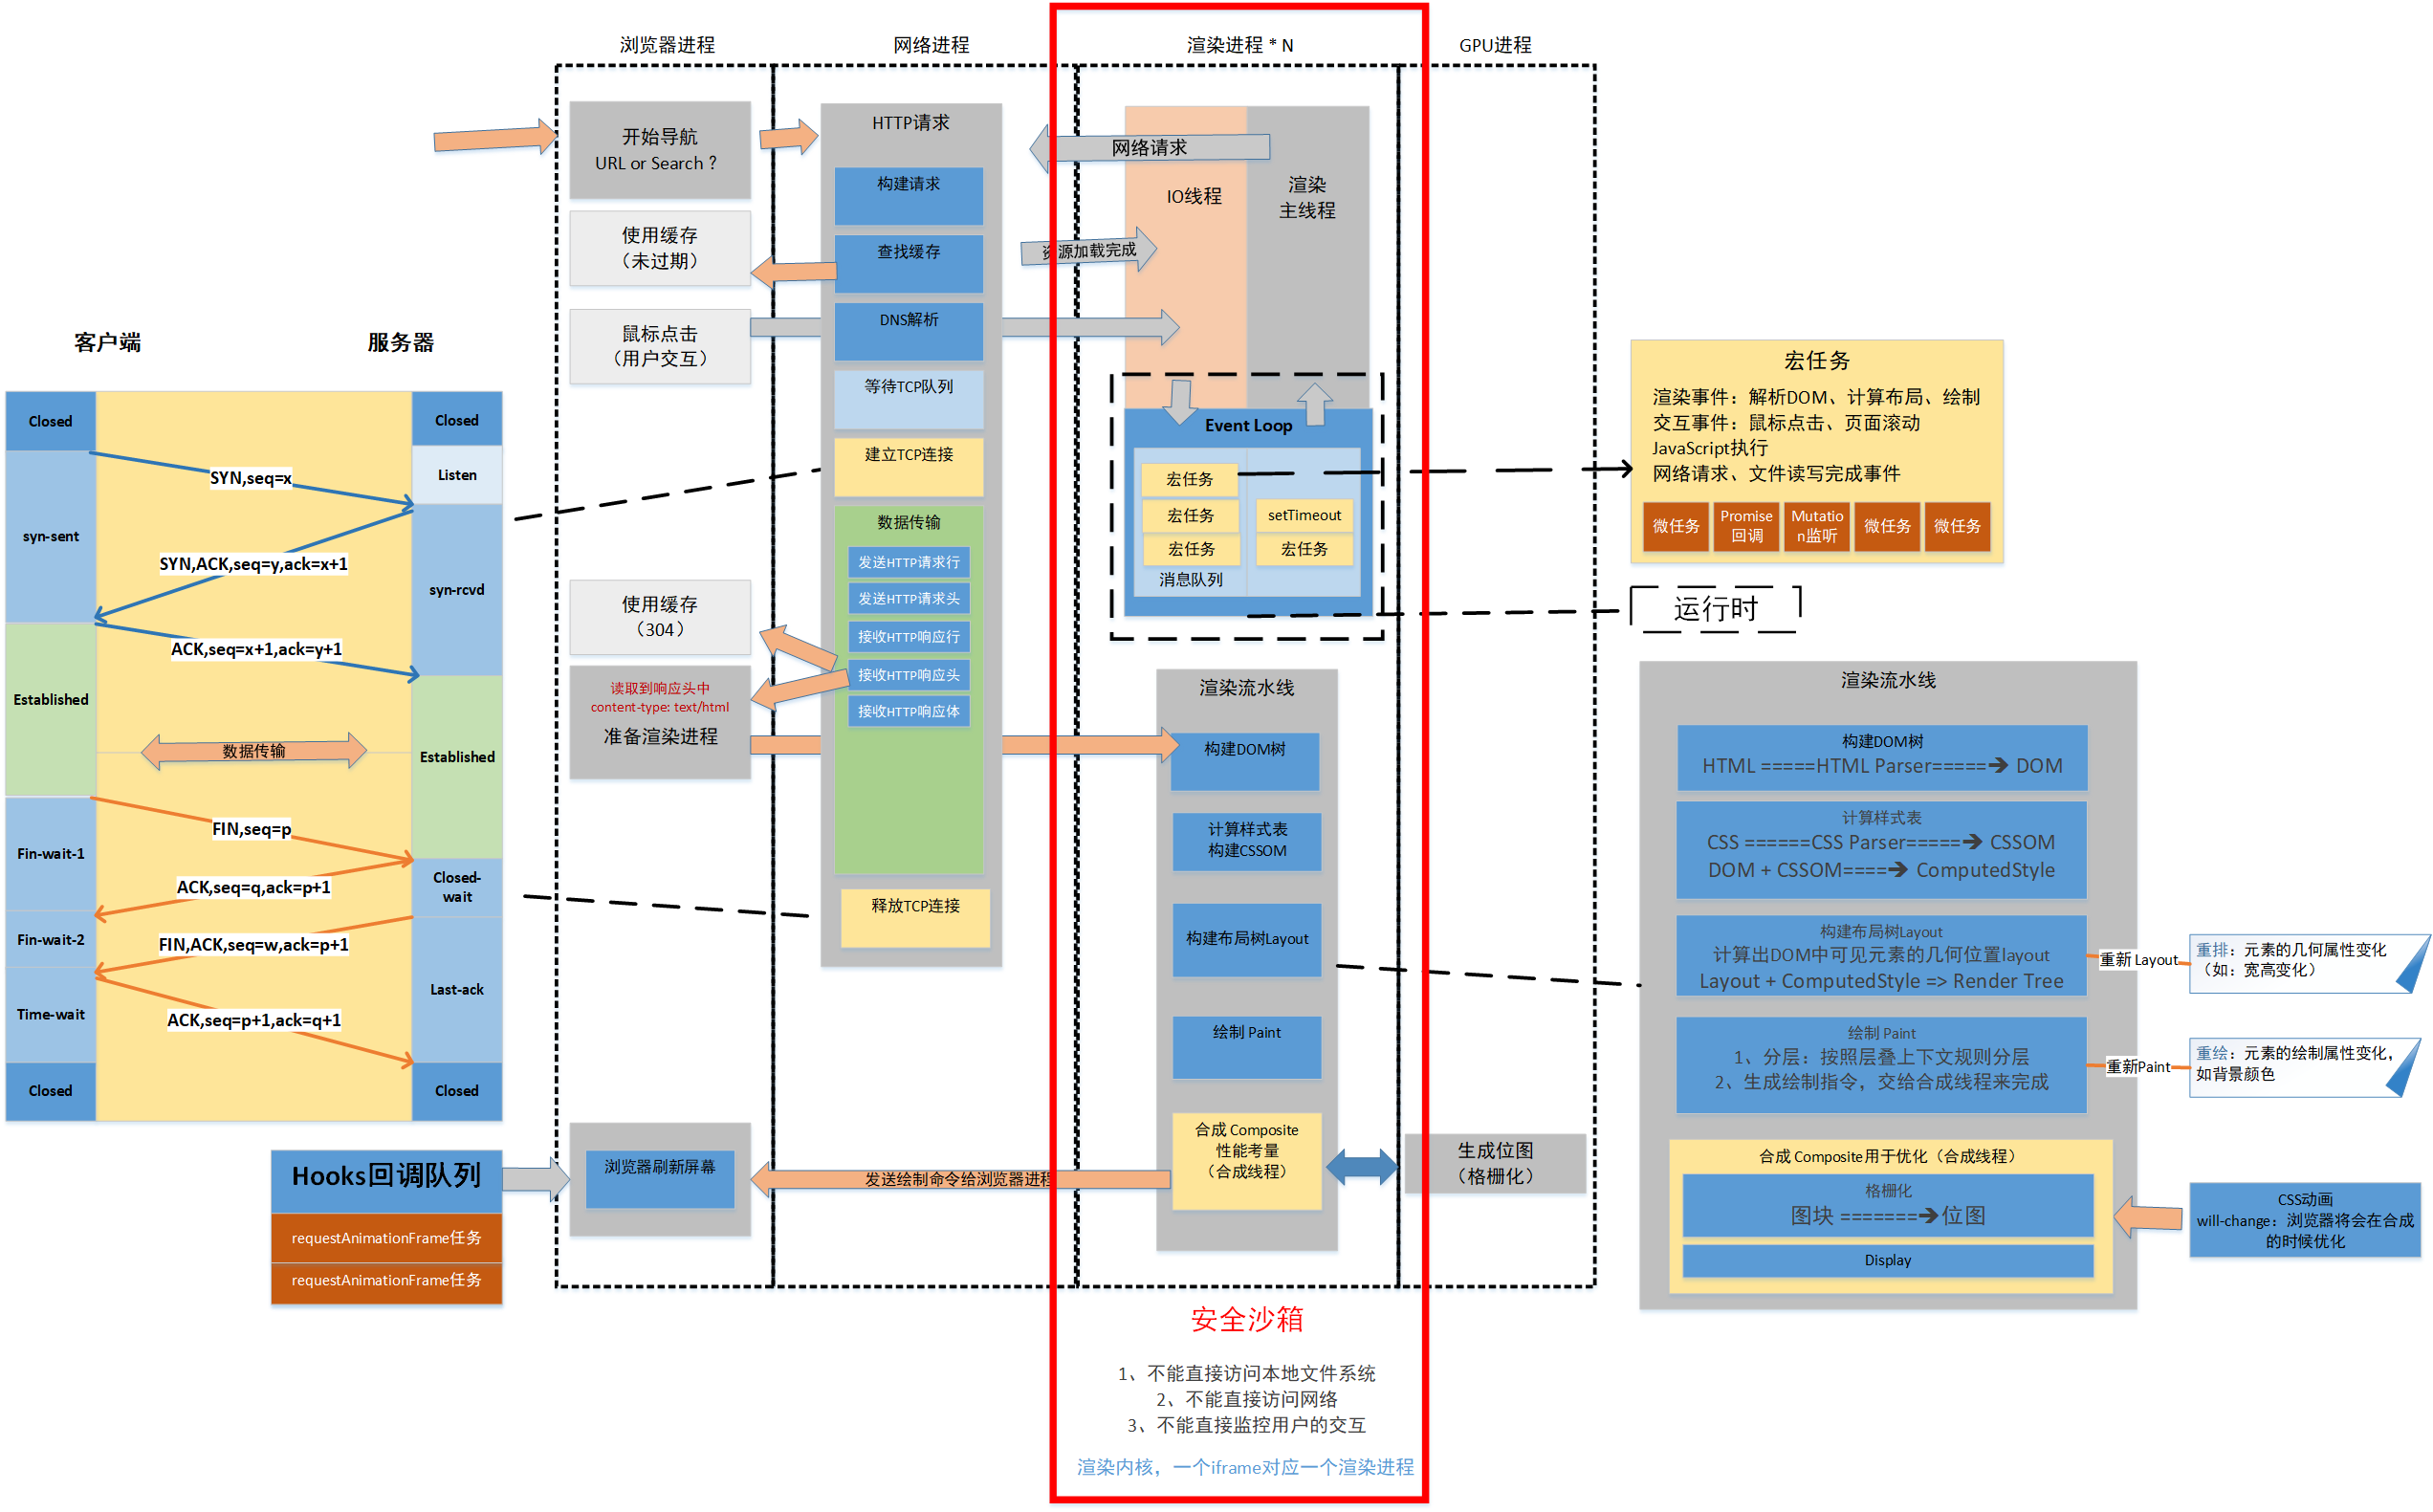 浏览器进程
网络进程
渲染进程 * N
GPU进程
开始导航
URL or Search ?
使用缓存
（未过期）
鼠标点击
（用户交互）
使用缓存
（304）
读取到响应头中
content-type: text/html
准备渲染进程
浏览器刷新屏幕
HTTP请求
构建请求
查找缓存
DNS解析
等待TCP队列
建立TCP连接
数据传输
发送HTTP请求行
发送HTTP请求头
接收HTTP响应行
接收HTTP响应头
接收HTTP响应体
释放TCP连接
网络请求
IO线程
渲染
主线程
资源加载完成
Event Loop
宏任务
宏任务
宏任务
消息队列
setTimeout
宏任务
渲染流水线
构建DOM树
计算样式表
构建CSSOM
构建布局树Layout
绘制 Paint
合成 Composite
性能考量
（合成线程）
发送绘制命令给浏览器进程
生成位图
（格栅化）
安全沙箱
1、不能直接访问本地文件系统
2、不能直接访问网络
3、不能直接监控用户的交互
渲染内核，一个iframe对应一个渲染进程
客户端
服务器
Closed
Closed
Listen
SYN,seq=x
syn-sent
SYN,ACK,seq=y,ack=x+1
syn-rcvd
ACK,seq=x+1,ack=y+1
Established
数据传输
Established
FIN,seq=p
Fin-wait-1
ACK,seq=q,ack=p+1
Closed-
wait
Fin-wait-2
FIN,ACK,seq=w,ack=p+1
Last-ack
Time-wait
ACK,seq=p+1,ack=q+1
Closed
Closed
Hooks回调队列
requestAnimationFrame任务
requestAnimationFrame任务
宏任务
渲染事件：解析DOM、计算布局、绘制
交互事件：鼠标点击、页面滚动
JavaScript执行
网络请求、文件读写完成事件
微任务
Promise
回调
Mutatio
n监听
微任务
微任务
运行时
渲染流水线
构建DOM树
HTML =====HTML Parser=====➔ DOM
计算样式表
CSS ======CSS Parser=====➔ CSSOM
DOM + CSSOM====➔ ComputedStyle
构建布局树Layout
计算出DOM中可见元素的几何位置layout
Layout + ComputedStyle => Render Tree
重新 Layout
重排：元素的几何属性变化
（如：宽高变化）
绘制 Paint
1、分层：按照层叠上下文规则分层
2、生成绘制指令，交给合成线程来完成
重新Paint
重绘：元素的绘制属性变化，
如背景颜色
合成 Composite用于优化（合成线程）
格栅化
图块 =======➔位图
Display
CSS动画
will-change：浏览器将会在合成
的时候优化